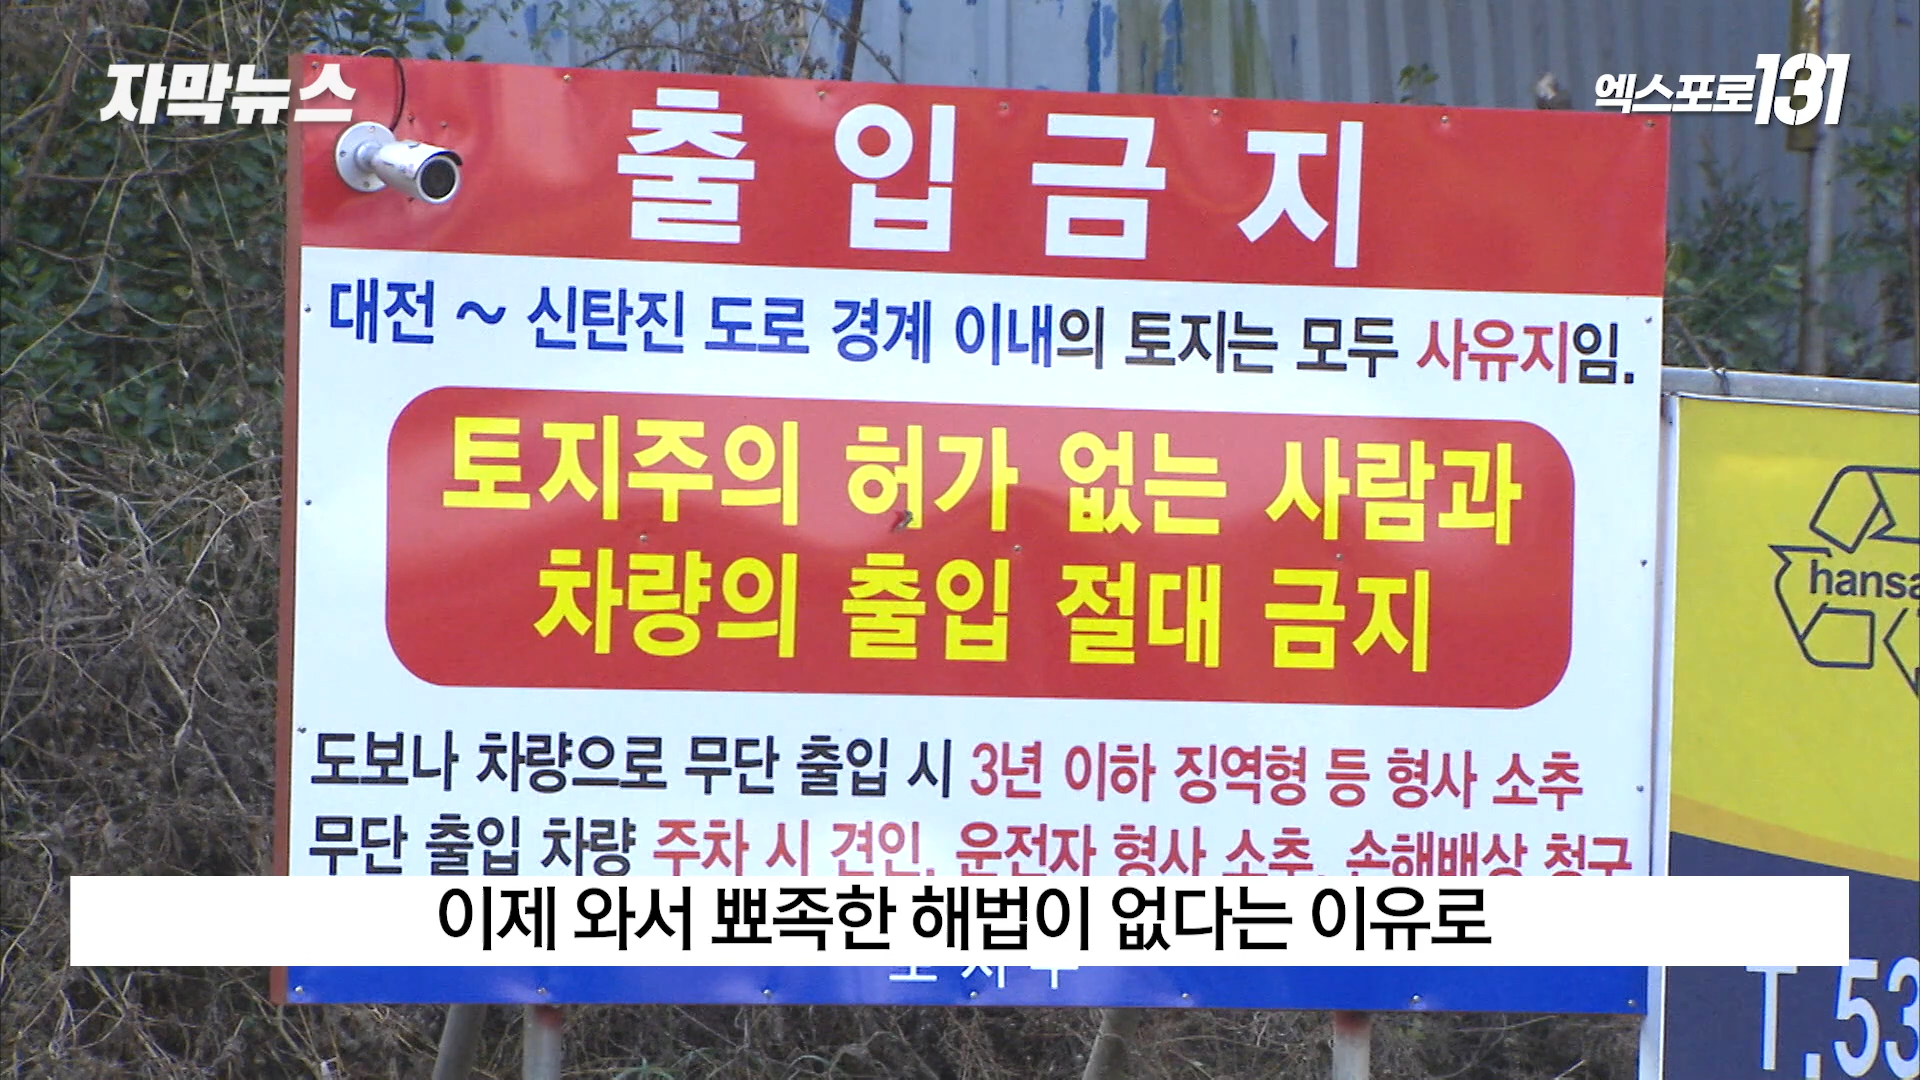 자막뉴스
엑스포로131
출입금지
대전 ~ 신탄진 도로 경계 이내의 토지는 모두 사유지임.
토지주의 허가 없는 사람과
차량의 출입 절대 금지
도보나 차량으로 무단 출입 시 3년 이하 징역형 등 형사 소추
무단 출입 차량 주차 시 견인, 운전자 형사 소추, 손해배상 청구
이제 와서 뾰족한 해법이 없다는 이유로
hansa
T.53